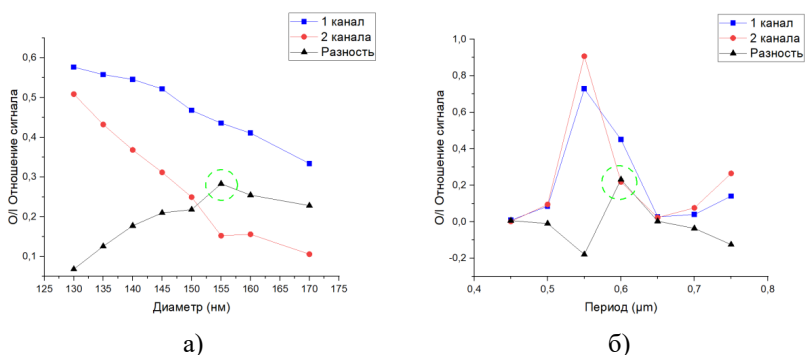 1 канал
2 канала
Разность
0,6
0,5
0,4
0,3
0,2
0,1
125 130 135 140 145 150 155 160 165 170 175
О/I Отношение сигнала
Диаметр (нм)
а)
1 канал
2 канала
Разность
1,0
0,8
0,6
0,4
0,2
0,0
-0,2
0,4 0,5 0,6 0,7 0,8
О/I Отношение сигнала
Период (µm)
б)